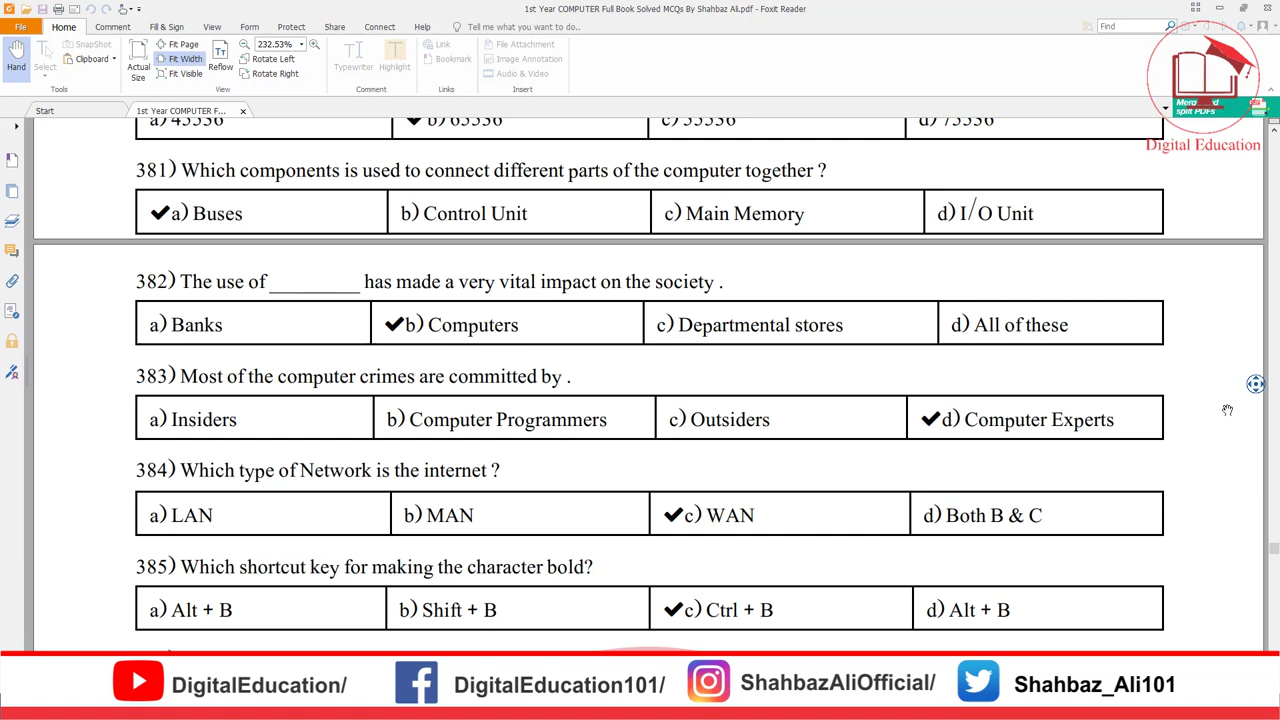 1st Year COMPUTER Full Book Solved MCQs By Shahbaz Ali.pdf - Foxit Reader
File Home Comment View Form Protect Share Connect Help Tell me what you want to do.. Find
Hand Select SnapShot Clipboard Actual Size Fit Page Fit Width Fit Visible Reflow 232.53% Rotate Left Rotate Right Typewriter Highlight Link Bookmark File Attachment Image Annotation Audio & Video
Tools View Comment Links Insert
Start 1st Year COMPUTER F...
split PDFs
Digital Education
a) 45536 ✔b) 65536 c) 55536 d) 75536
381) Which components is used to connect different parts of the computer together ?
✔a) Buses b) Control Unit c) Main Memory d) I/O Unit
382) The use of _________ has made a very vital impact on the society .
a) Banks ✔b) Computers c) Departmental stores d) All of these
383) Most of the computer crimes are committed by .
a) Insiders b) Computer Programmers c) Outsiders ✔d) Computer Experts
384) Which type of Network is the internet ?
a) LAN b) MAN ✔c) WAN d) Both B & C
385) Which shortcut key for making the character bold?
a) Alt + B b) Shift + B ✔c) Ctrl + B d) Alt + B
DigitalEducation/ DigitalEducation101/ ShahbazAliOfficial/ Shahbaz_Ali101